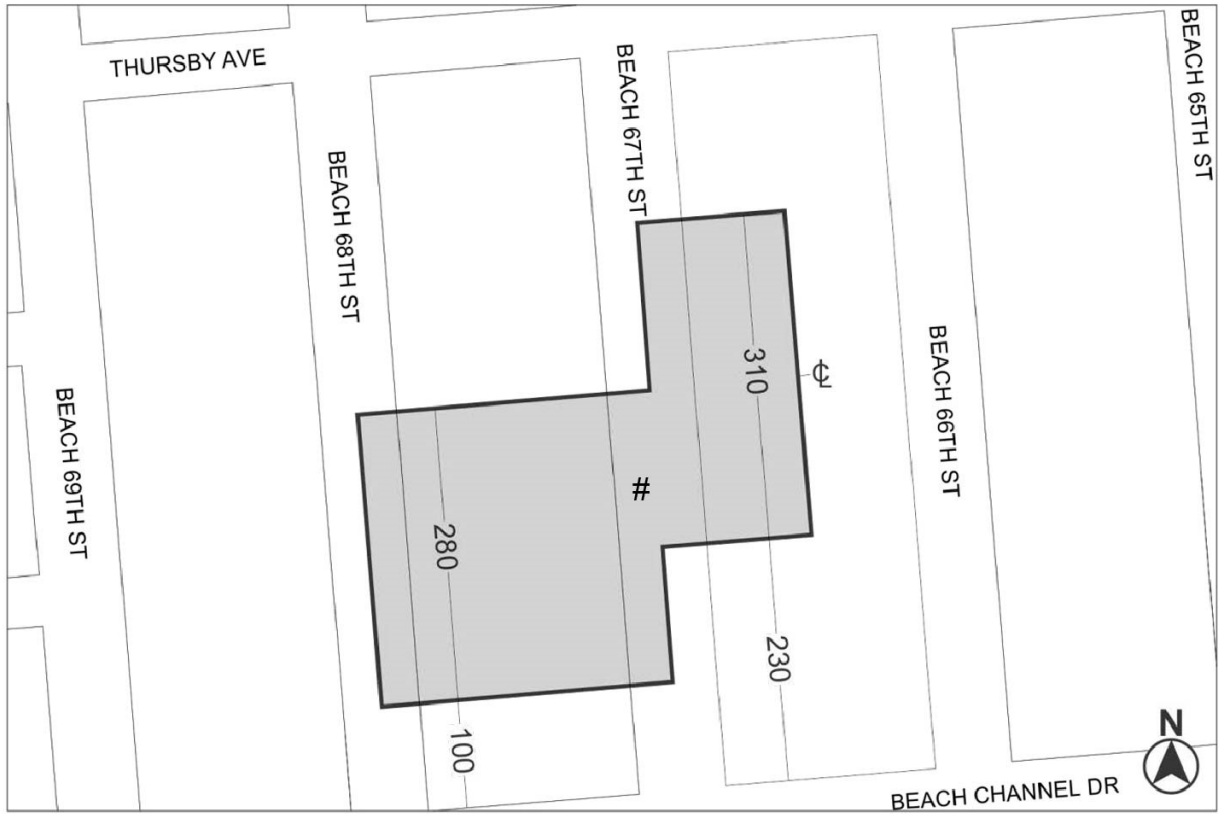 THURSBY AVE
BEACH 65TH ST
BEACH 67TH ST
BEACH 68TH ST
BEACH 66TH ST
BEACH 69TH ST
310
℄
#
280
230
100
N
BEACH CHANNEL DR